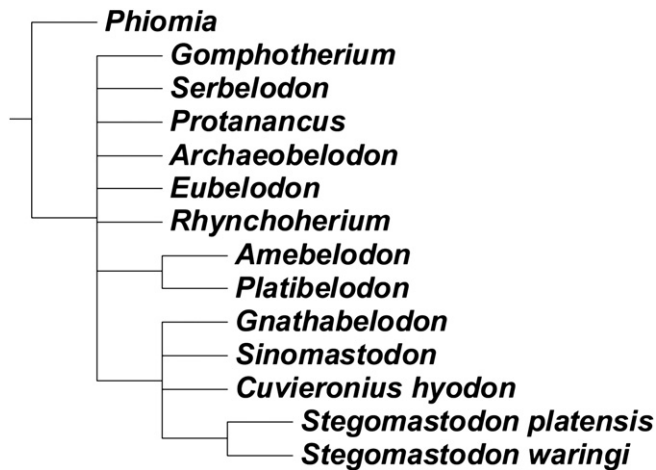 Phiomia
Gomphotherium
Serbelodon
Protanancus
Archaeobelodon
Eubelodon
Rhynchoherium
Amebelodon
Platibelodon
Gnathabelodon
Sinomastodon
Cuvieronius hyodon
Stegomastodon platensis
Stegomastodon waringi